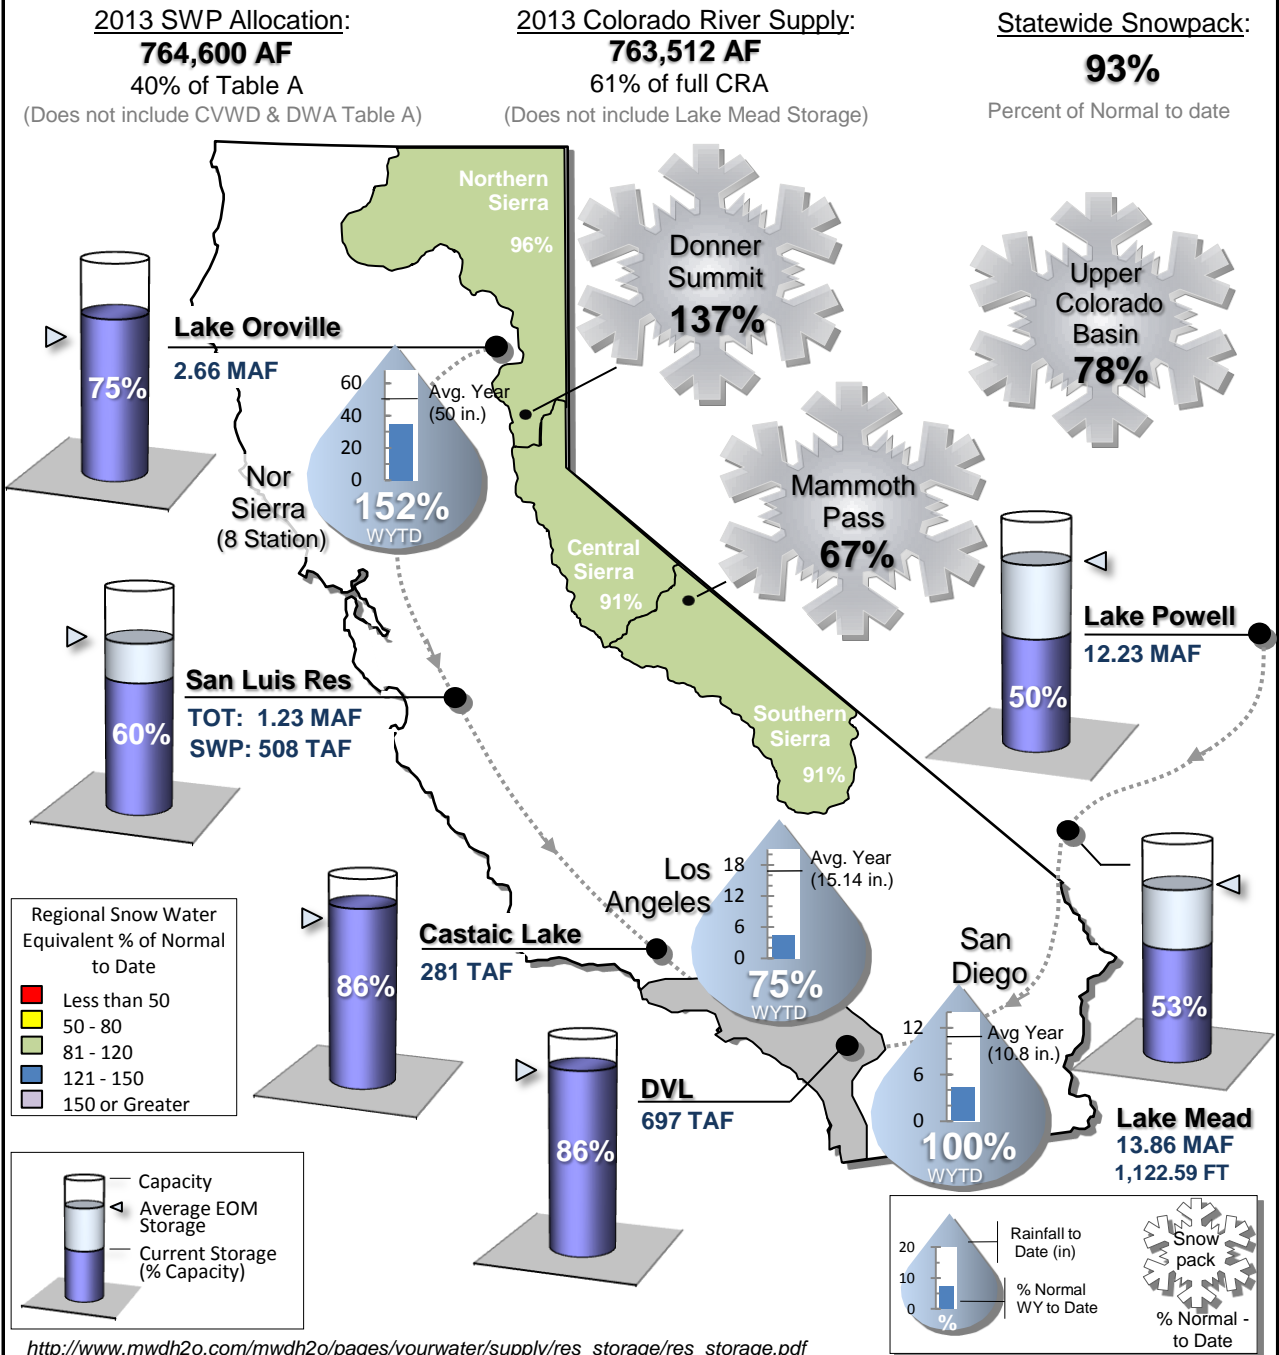 2013 SWP Allocation:
764,600 AF
40% of Table A
(Does not include CVWD & DWA Table A)
2013 Colorado River Supply:
763,512 AF
61% of full CRA
(Does not include Lake Mead Storage)
Statewide Snowpack:
93%
Percent of Normal to date
Northern
Sierra
96%
Donner
Summit
137%
Upper
Colorado
Basin
78%
75%
Lake Oroville
2.66 MAF
60
40
20
0
Avg. Year
(50 in.)
152%
WYTD
Nor
Sierra
(8 Station)
Mammoth
Pass
67%
Central
Sierra
91%
Lake Powell
12.23 MAF
50%
60%
San Luis Res
TOT: 1.23 MAF
SWP: 508 TAF
Southern
Sierra
91%
Los
Angeles
18
12
6
0
Avg. Year
(15.14 in.)
75%
WYTD
Regional Snow Water
Equivalent % of Normal
to Date
Less than 50
50 - 80
81 - 120
121 - 150
150 or Greater
86%
Castaic Lake
281 TAF
San
Diego
12
6
0
Avg Year
(10.8 in.)
100%
WYTD
53%
Lake Mead
13.86 MAF
1,122.59 FT
86%
DVL
697 TAF
Capacity
Average EOM
Storage
Current Storage
(% Capacity)
20
10
0
%
Rainfall to
Date (in)
% Normal
WY to Date
Snow
pack
% Normal -
to Date
http://www.mwdh2o.com/mwdh2o/pages/yourwater/supply/res_storage/res_storage.pdf